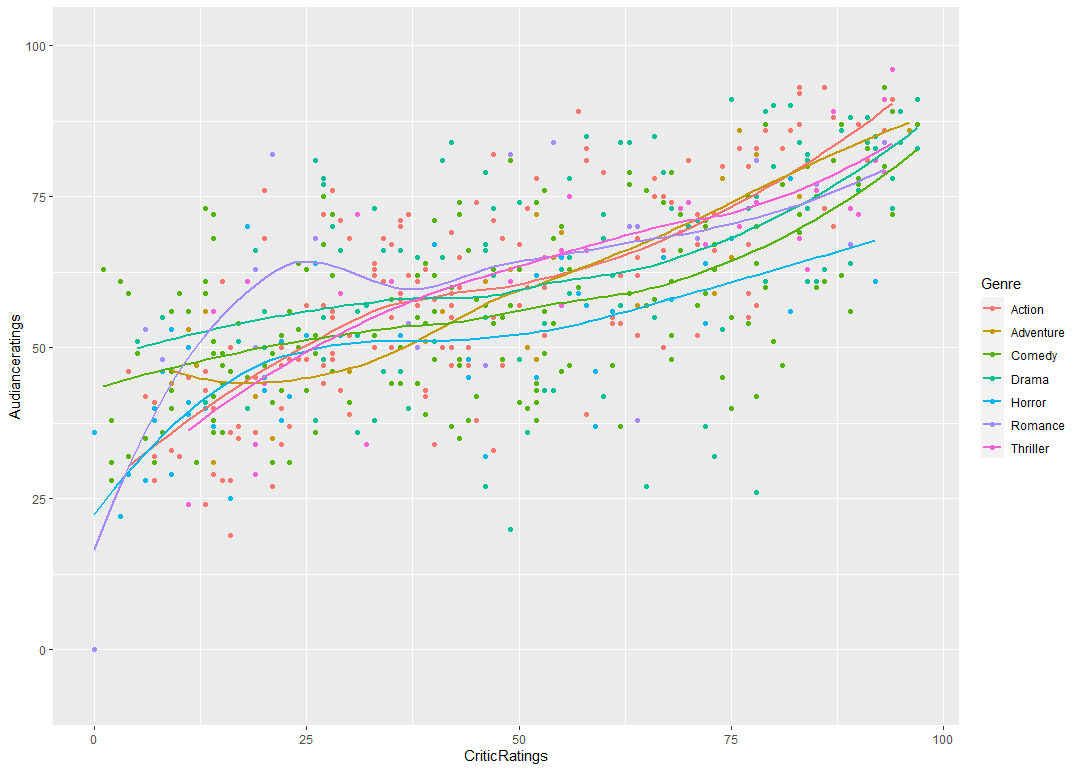 100
75
50
25
0
Audianceratings
0
25
50
75
100
CriticRatings
Genre
Action
Adventure
Comedy
Drama
Horror
Romance
Thriller